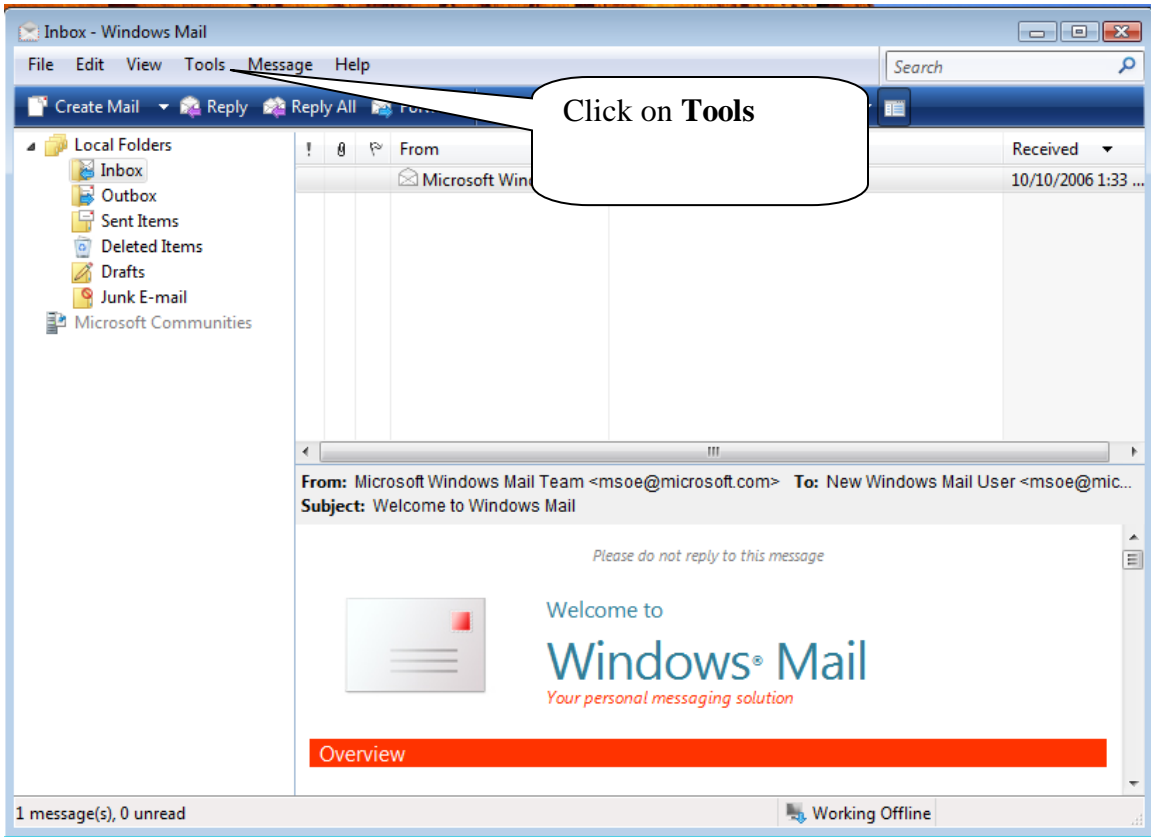 Inbox - Windows Mail
File Edit View Tools Message Help
Search
Create Mail Reply Reply All
Click on Tools
Local Folders
Inbox
Outbox
Sent Items
Deleted Items
Drafts
Junk E-mail
Microsoft Communities
! From Received
Microsoft 10/10/2006 1:33 ...
From: Microsoft Windows Mail Team <msoe@microsoft.com> To: New Windows Mail User <msoe@mic...
Subject: Welcome to Windows Mail
Please do not reply to this message
Welcome to
Windows® Mail
Your personal messaging solution
Overview
1 message(s), 0 unread
Working Offline